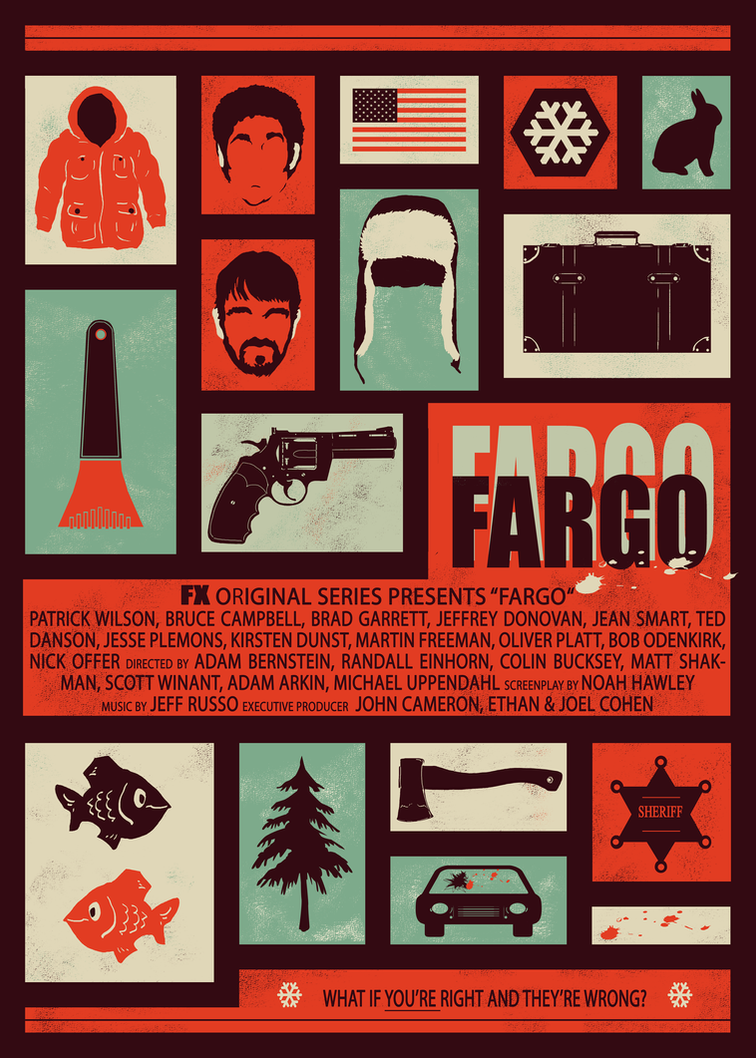 FARGO
FARGO
FX ORIGINAL SERIES PRESENTS "FARGO"
PATRICK WILSON, BRUCE CAMPBELL, BRAD GARRETT, JEFFREY DONOVAN, JEAN SMART, TED
DANSON, JESSE PLEMONS, KIRSTEN DUNST, MARTIN FREEMAN, OLIVER PLATT, BOB ODENKIRK,
NICK OFFER DIRECTED BY ADAM BERNSTEIN, RANDALL EINHORN, COLIN BUCKSEY, MATT SHAK-
MAN, SCOTT WINANT, ADAM ARKIN, MICHAEL UPPENDAHL SCREENPLAY BY NOAH HAWLEY
MUSIC BY JEFF RUSSO EXECUTIVE PRODUCER JOHN CAMERON, ETHAN & JOEL COHEN
SHERIFF
WHAT IF YOU'RE RIGHT AND THEY'RE WRONG?